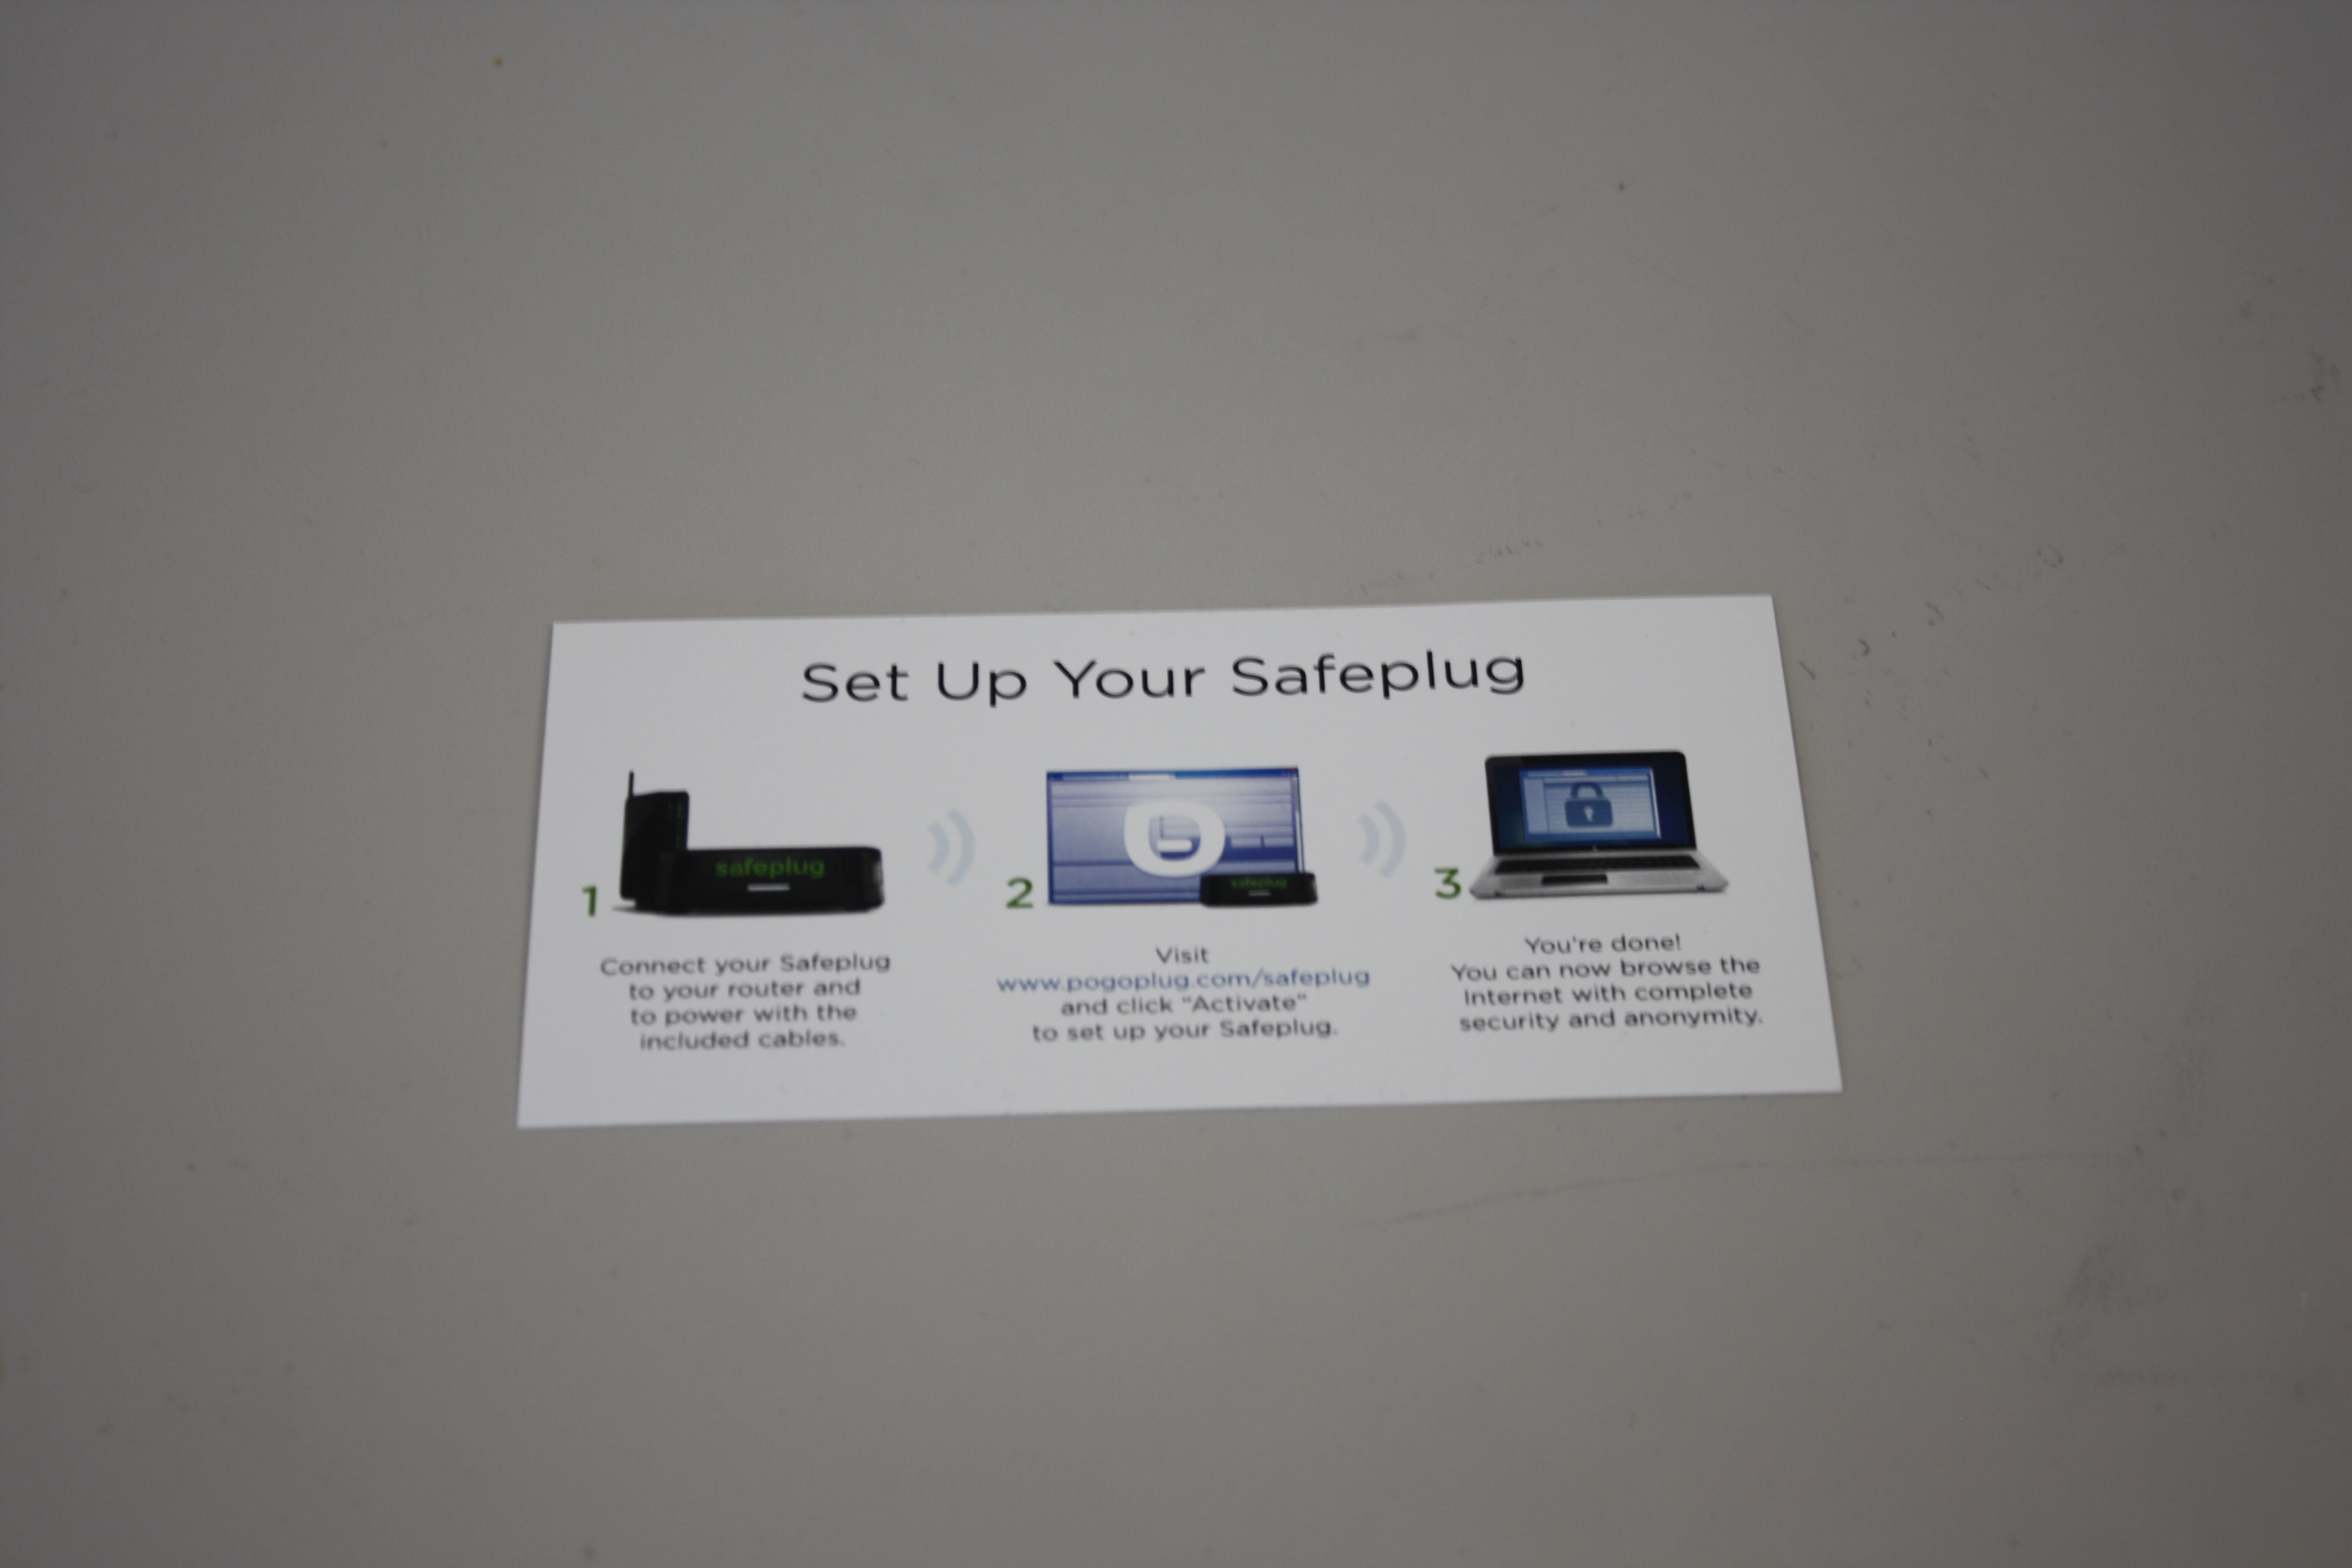 Set Up Your Safeplug
safeplug
1
Connect your Safeplug
to your router and
to power with the
included cables.
safeplug
2
Visit
www.pogoplug.com/safeplug
and click "Activate"
to set up your Safeplug.
3
You're done!
You can now browse the
Internet with complete
security and anonymity.